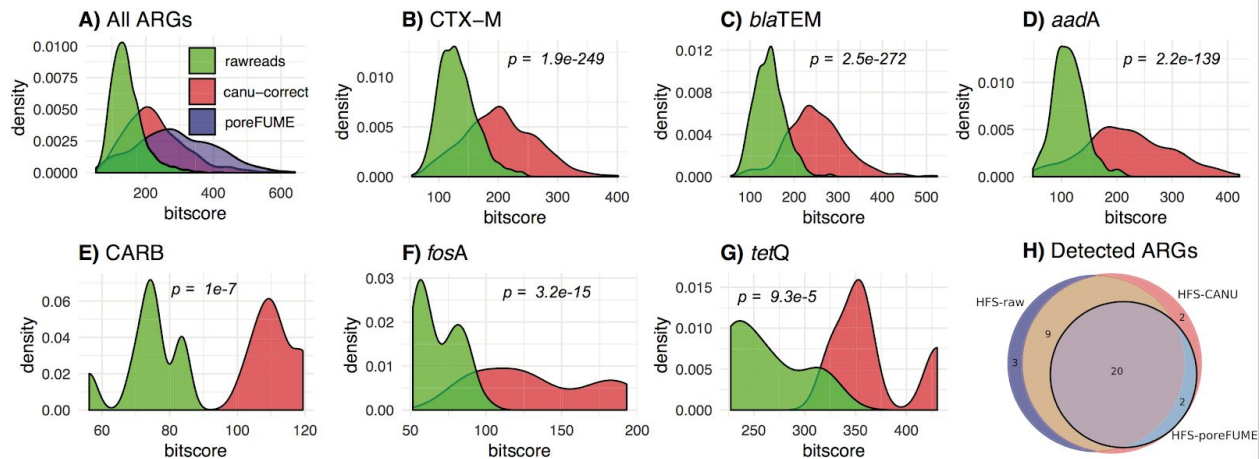 A) All ARGs
0.0100
0.0075
0.0050
0.0025
0.0000
density
rawreads
canu-correct
poreFUME
200 400 600
bitscore
B) CTX-M
p = 1.9e-249
0.010
0.005
0.000
density
100 200 300 400
bitscore
C) blaTEM
p = 2.5e-272
0.012
0.008
0.004
0.000
density
100 200 300 400 500
bitscore
D) aadA
p = 2.2e-139
0.010
0.005
0.000
density
100 200 300 400
bitscore
E) CARB
p = 1e-7
0.06
0.04
0.02
0.00
density
60 80 100 120
bitscore
F) fosA
p = 3.2e-15
0.03
0.02
0.01
0.00
density
50 100 150 200
bitscore
G) tetQ
p = 9.3e-5
0.015
0.010
0.005
0.000
density
250 300 350 400
bitscore
H) Detected ARGs
HFS-raw
HFS-CANU
2
9
3
20
2
HFS-poreFUME